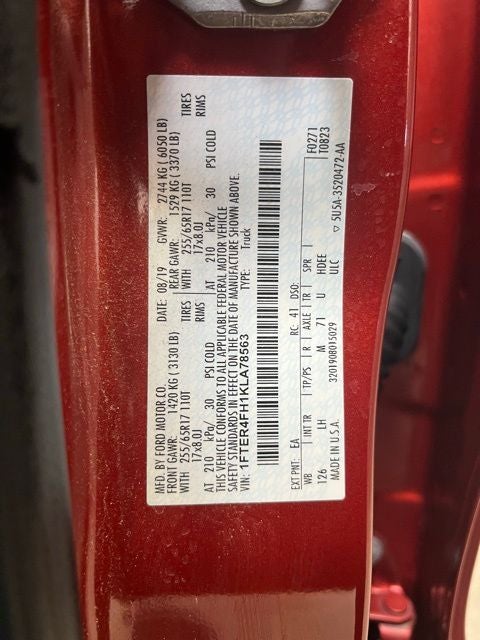 MFD. BY FORD MOTOR CO.
DATE: 08/19 GVWR: 2744 KG ( 6050 LB)
FRONT GAWR: 1420 KG ( 3130 LB)
REAR GAWR: 1529 KG ( 3370 LB)
WITH 255/65R17 110T TIRES
WITH 255/65R17 110T TIRES
17x8.0J RIMS
17x8.0J RIMS
AT 210 kPa/ 30 PSI COLD
AT 210 kPa/ 30 PSI COLD
THIS VEHICLE CONFORMS TO ALL APPLICABLE FEDERAL MOTOR VEHICLE
SAFETY STANDARDS IN EFFECT ON THE DATE OF MANUFACTURE SHOWN ABOVE.
VIN: 1FTER4FH1KLA78563 Truck
F0271
T0823
EXT PNT: EA RC: 41 DSO:
WB INT TR TP/PS R AXLE TR SPR
126 LH M 71 U HDEE
ULC
MADE IN U.S.A. 3201908015029 ▽ 5U5A-3520472-AA